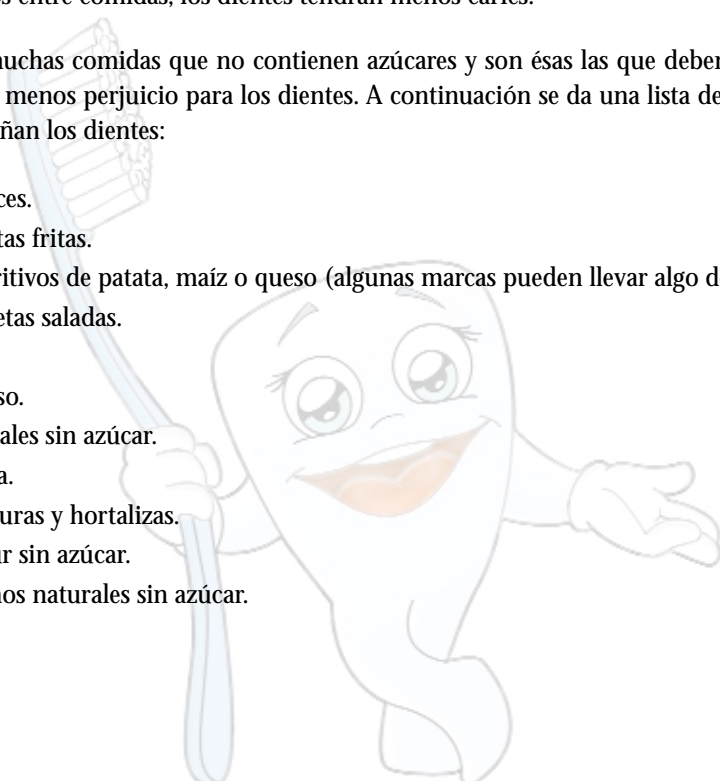 entre comidas, los dientes tendrán menos caries.
muchas comidas que no contienen azúcares y son ésas las que deber
menos perjuicio para los dientes. A continuación se da una lista de
ñan los dientes:
ces.
tas fritas.
ritivos de patata, maíz o queso (algunas marcas pueden llevar algo d
etas saladas.
so.
ales sin azúcar.
a.
uras y hortalizas.
ur sin azúcar.
nos naturales sin azúcar.